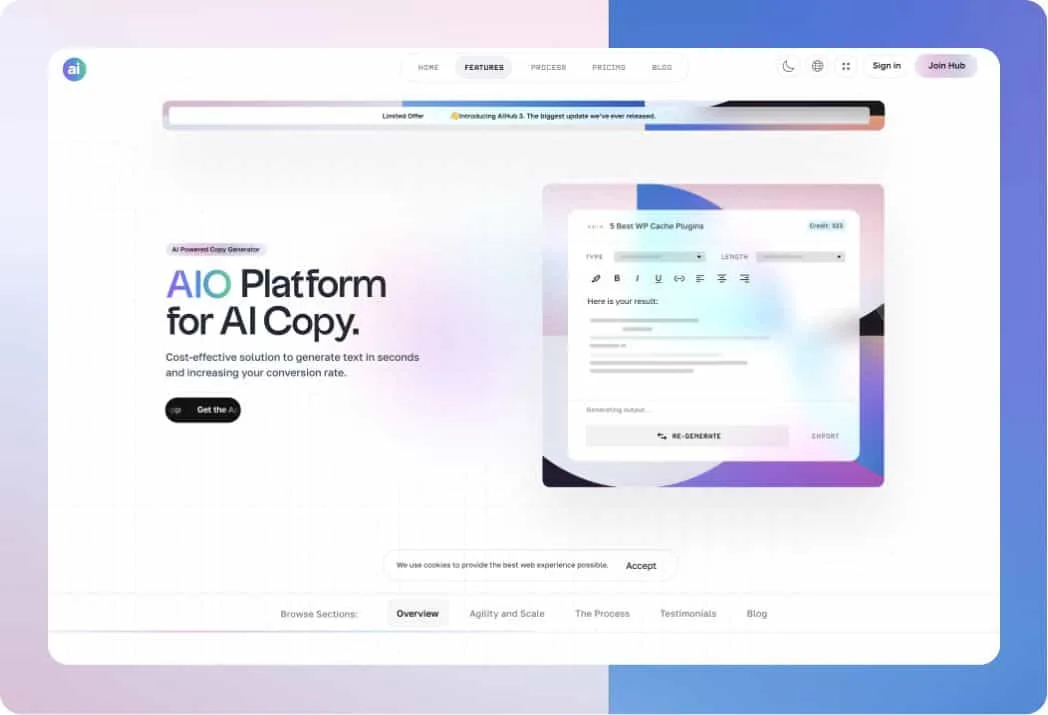 ai
HOME FEATURES PROCESS PRICING BLOG
Sign in Join Hub
Limited Offer 👋Introducing AIHub 3. The biggest update we've ever released.
AI Powered Copy Generator
AIO Platform
for AI Copy.
Cost-effective solution to generate text in seconds
and increasing your conversion rate.
pp Get the A
5 Best WP Cache Plugins Credit: 523
TYPE LENGTH
B I U
Here is your result:
Generating output...
RE-GENERATE EXPORT
We use cookies to provide the best web experience possible. Accept
Browse Sections: Overview Agility and Scale The Process Testimonials Blog